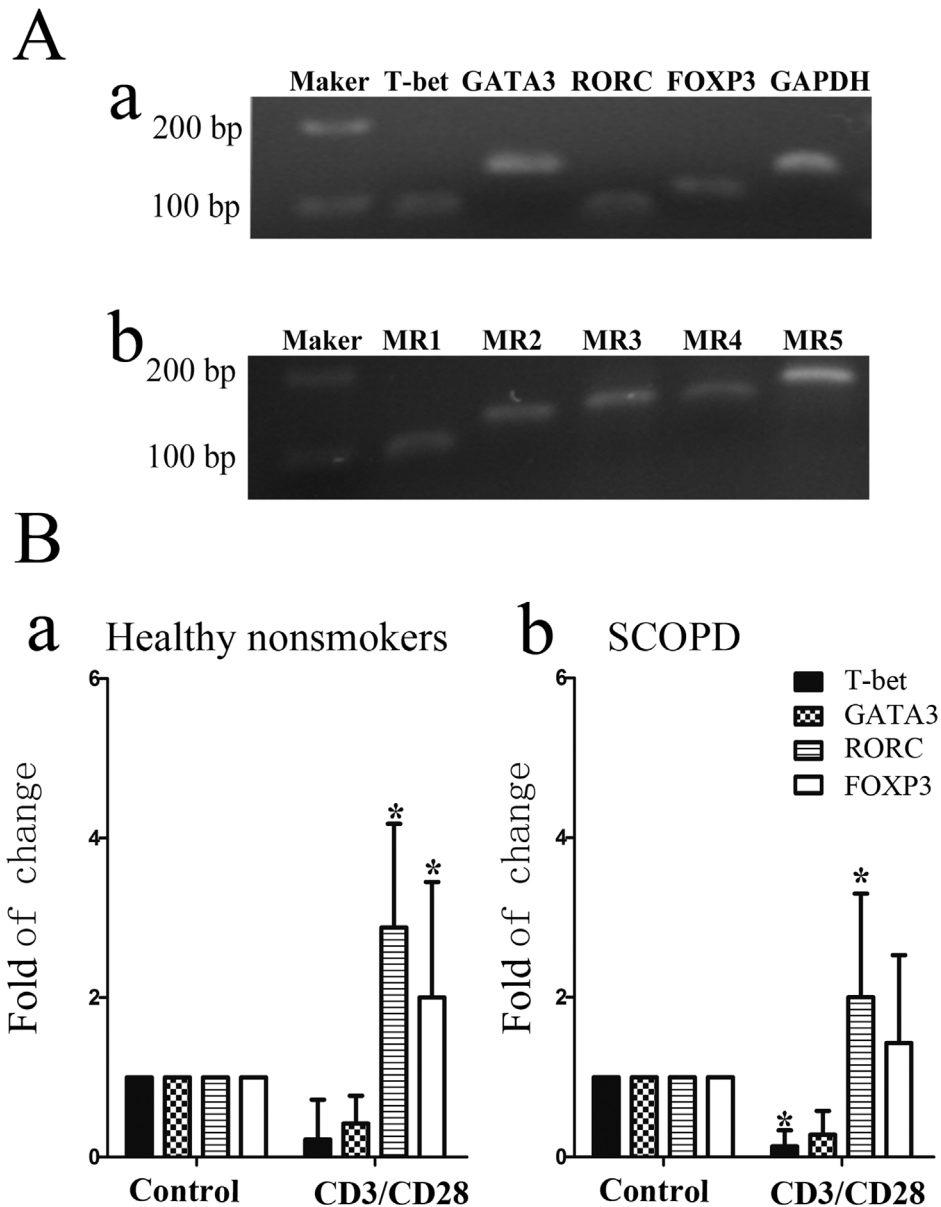 A
a
Maker T-bet GATA3 RORC FOXP3 GAPDH
200 bp
100 bp
b
Maker MR1 MR2 MR3 MR4 MR5
200 bp
100 bp
B
a Healthy nonsmokers
6
4
2
0
Fold of change
*
*
Control CD3/CD28
b SCOPD
6
4
2
0
Fold of change
T-bet
GATA3
RORC
FOXP3
*
*
Control CD3/CD28